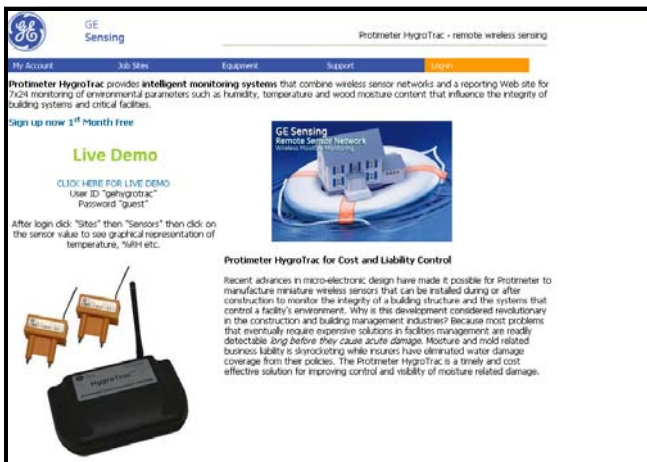 GE
GE
Sensing
Protimeter HygroTrac - remote wireless sensing
My Account
Job Sites
Equipment
Support
Log-in
Protimeter HygroTrac provides intelligent monitoring systems that combine wireless sensor networks and a reporting Web site for
7x24 monitoring of environmental parameters such as humidity, temperature and wood moisture content that influence the integrity of
building systems and critical facilities.
Sign up now 1st Month Free
Live Demo
CLICK HERE FOR LIVE DEMO
User ID "gehygrotrac"
Password "guest"
After login click "Sites" then "Sensors" then click on
the sensor value to see graphical representation of
temperature, %RH etc.
GE Sensing
Remote Sensor Network
Wireless Moisture Monitoring
Protimeter HygroTrac for Cost and Liability Control
Recent advances in micro-electronic design have made it possible for Protimeter to
manufacture miniature wireless sensors that can be installed during or after
construction to monitor the integrity of a building structure and the systems that
control a facility's environment. Why is this development considered revolutionary
in the construction and building management industries? Because most problems
that eventually require expensive solutions in facilities management are readily
detectable long before they cause acute damage. Moisture and mold related
business liability is skyrocketing while insurers have eliminated water damage
coverage from their policies. The Protimeter HygroTrac is a timely and cost
effective solution for improving control and visibility of moisture related damage.
HygroTrac